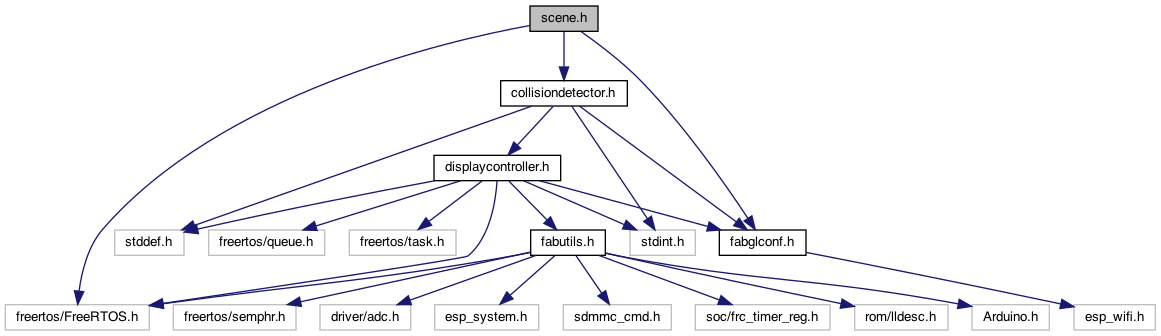 scene.h
collisiondetector.h
displaycontroller.h
stddef.h
freertos/queue.h
freertos/task.h
fabutils.h
stdint.h
fabglconf.h
freertos/FreeRTOS.h
freertos/semphr.h
driver/adc.h
esp_system.h
sdmmc_cmd.h
soc/frc_timer_reg.h
rom/lldesc.h
Arduino.h
esp_wifi.h